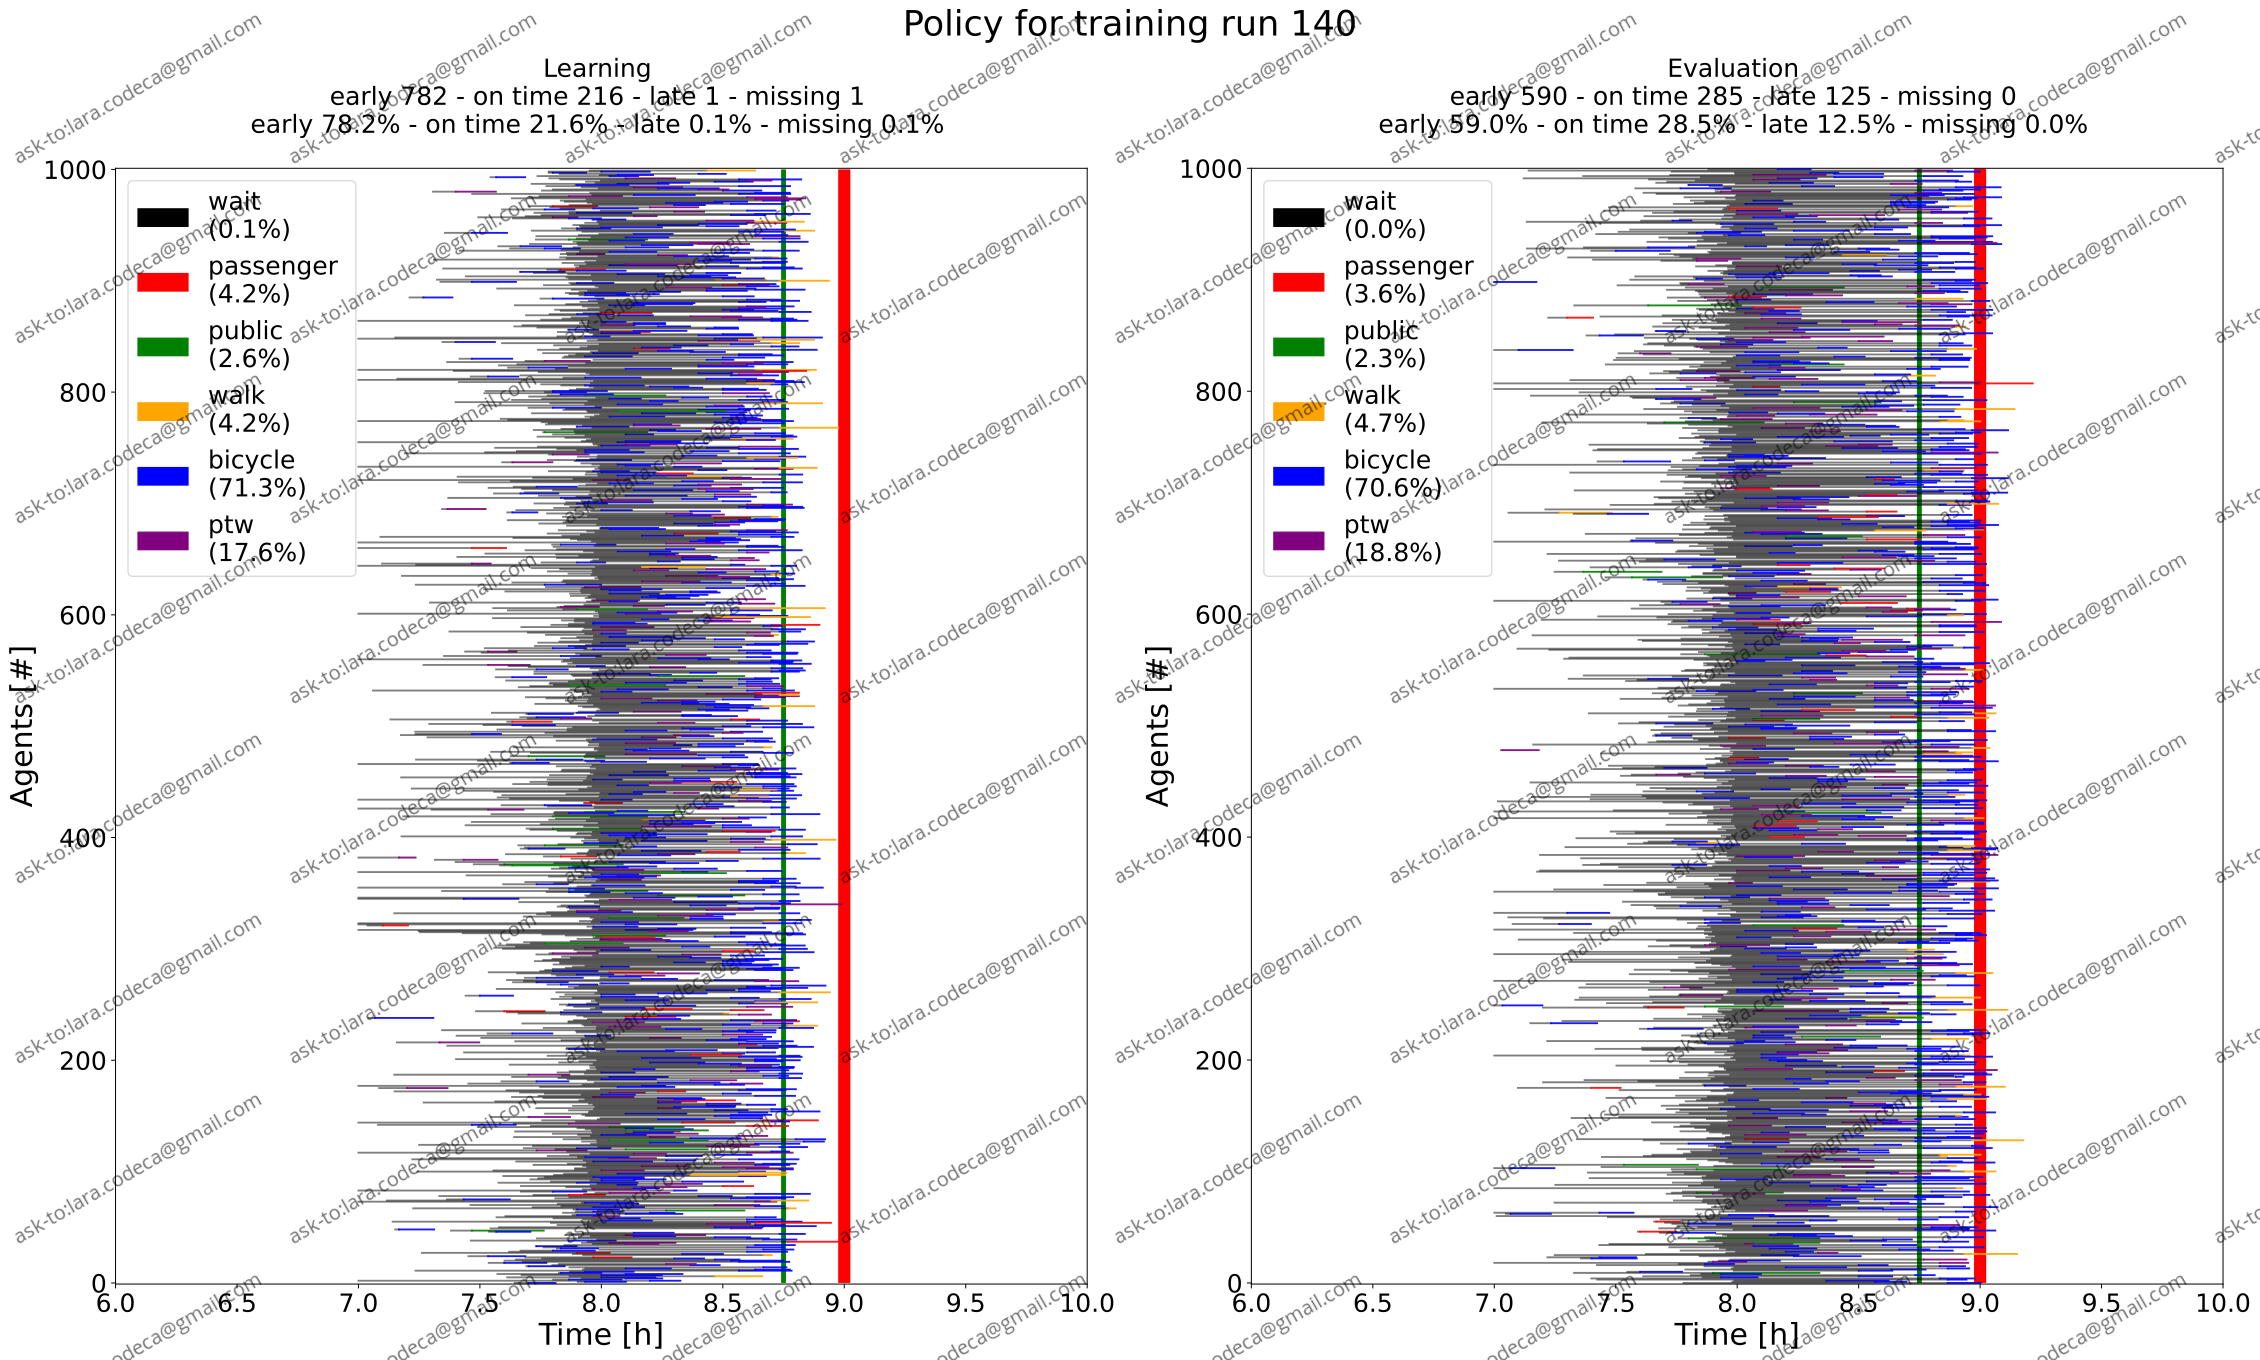 Policy for training run 140
Learning
early 782 - on time 216 - late 1 - missing 1
early 78.2% - on time 21.6% - late 0.1% - missing 0.1%
Agents [#]
1000
800
600
400
200
0
wait
(0.1%)
passenger
(4.2%)
public
(2.6%)
walk
(4.2%)
bicycle
(71.3%)
ptw
(17.6%)
6.0 6.5 7.0 7.5 8.0 8.5 9.0 9.5 10.0
Time [h]
Evaluation
early 590 - on time 285 - late 125 - missing 0
early 59.0% - on time 28.5% - late 12.5% - missing 0.0%
Agents [#]
1000
800
600
400
200
0
wait
(0.0%)
passenger
(3.6%)
public
(2.3%)
walk
(4.7%)
bicycle
(70.6%)
ptw
(18.8%)
6.0 6.5 7.0 7.5 8.0 8.5 9.0 9.5 10.0
Time [h]
ask-to:lara.codeca@gmail.com